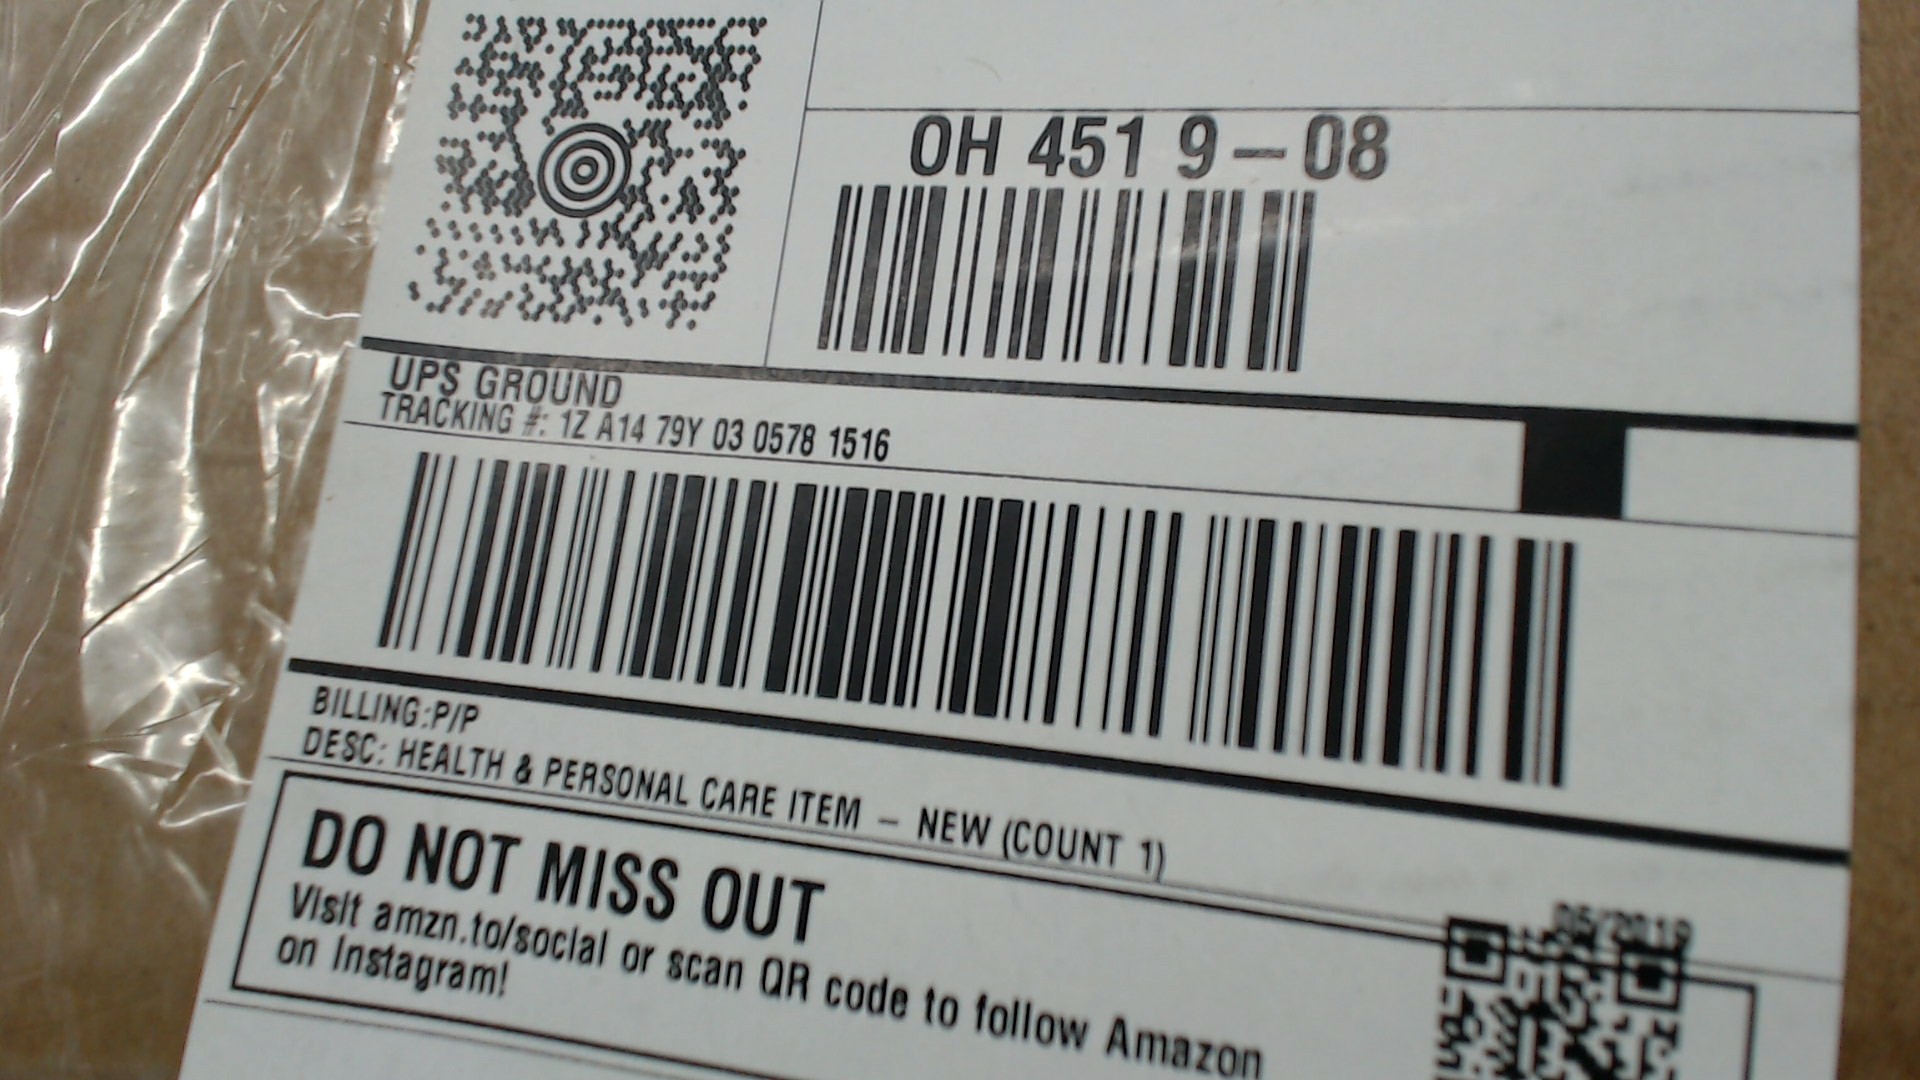 OH 451 9-08
UPS GROUND
TRACKING #: 1Z A14 79Y 03 0578 1516
BILLING:P/P
DESC: HEALTH & PERSONAL CARE ITEM - NEW (COUNT 1)
05/2019
DO NOT MISS OUT
Visit amzn.to/social or scan QR code to follow Amazon
on Instagram!